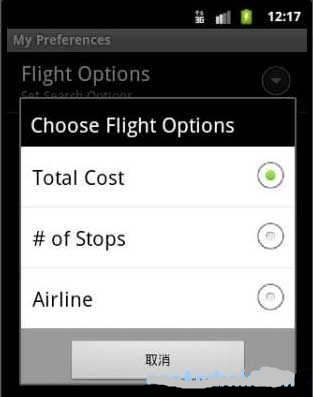 3G
12:17
My Preferences
Flight Options
Set Search Options
Choose Flight Options
Total Cost
# of Stops
Airline
取消